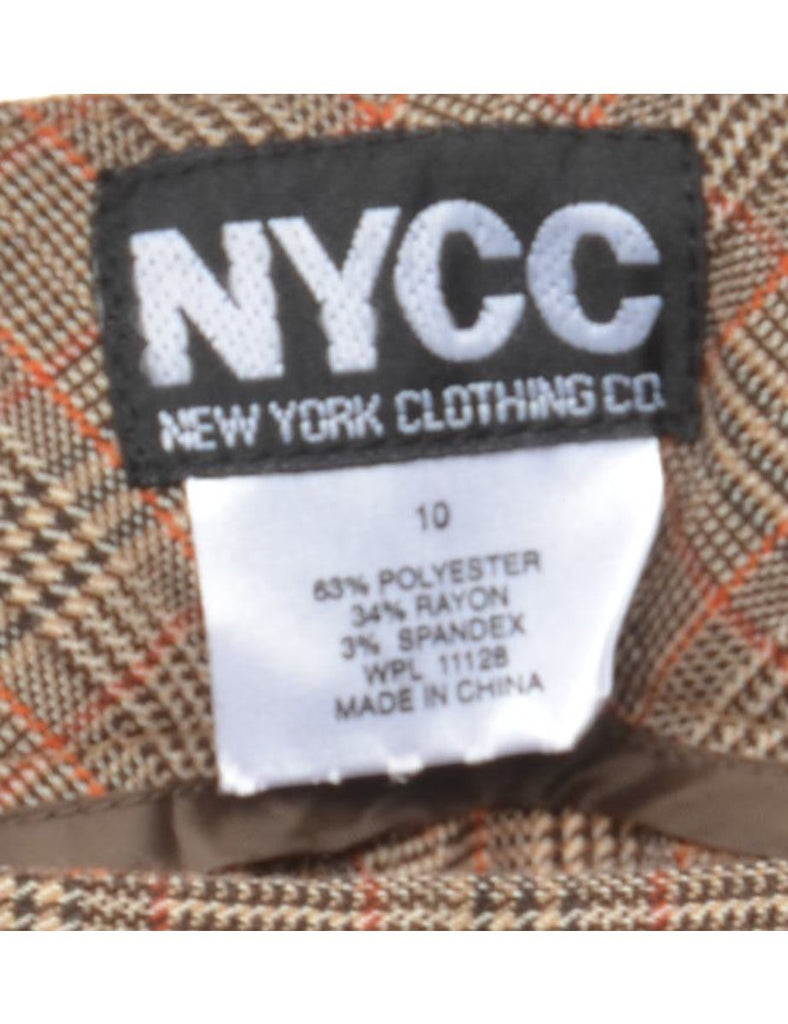 NYCC
NEW YORK CLOTHING CO.
10
63% POLYESTER
34% RAYON
3% SPANDEX
WPL 11128
MADE IN CHINA